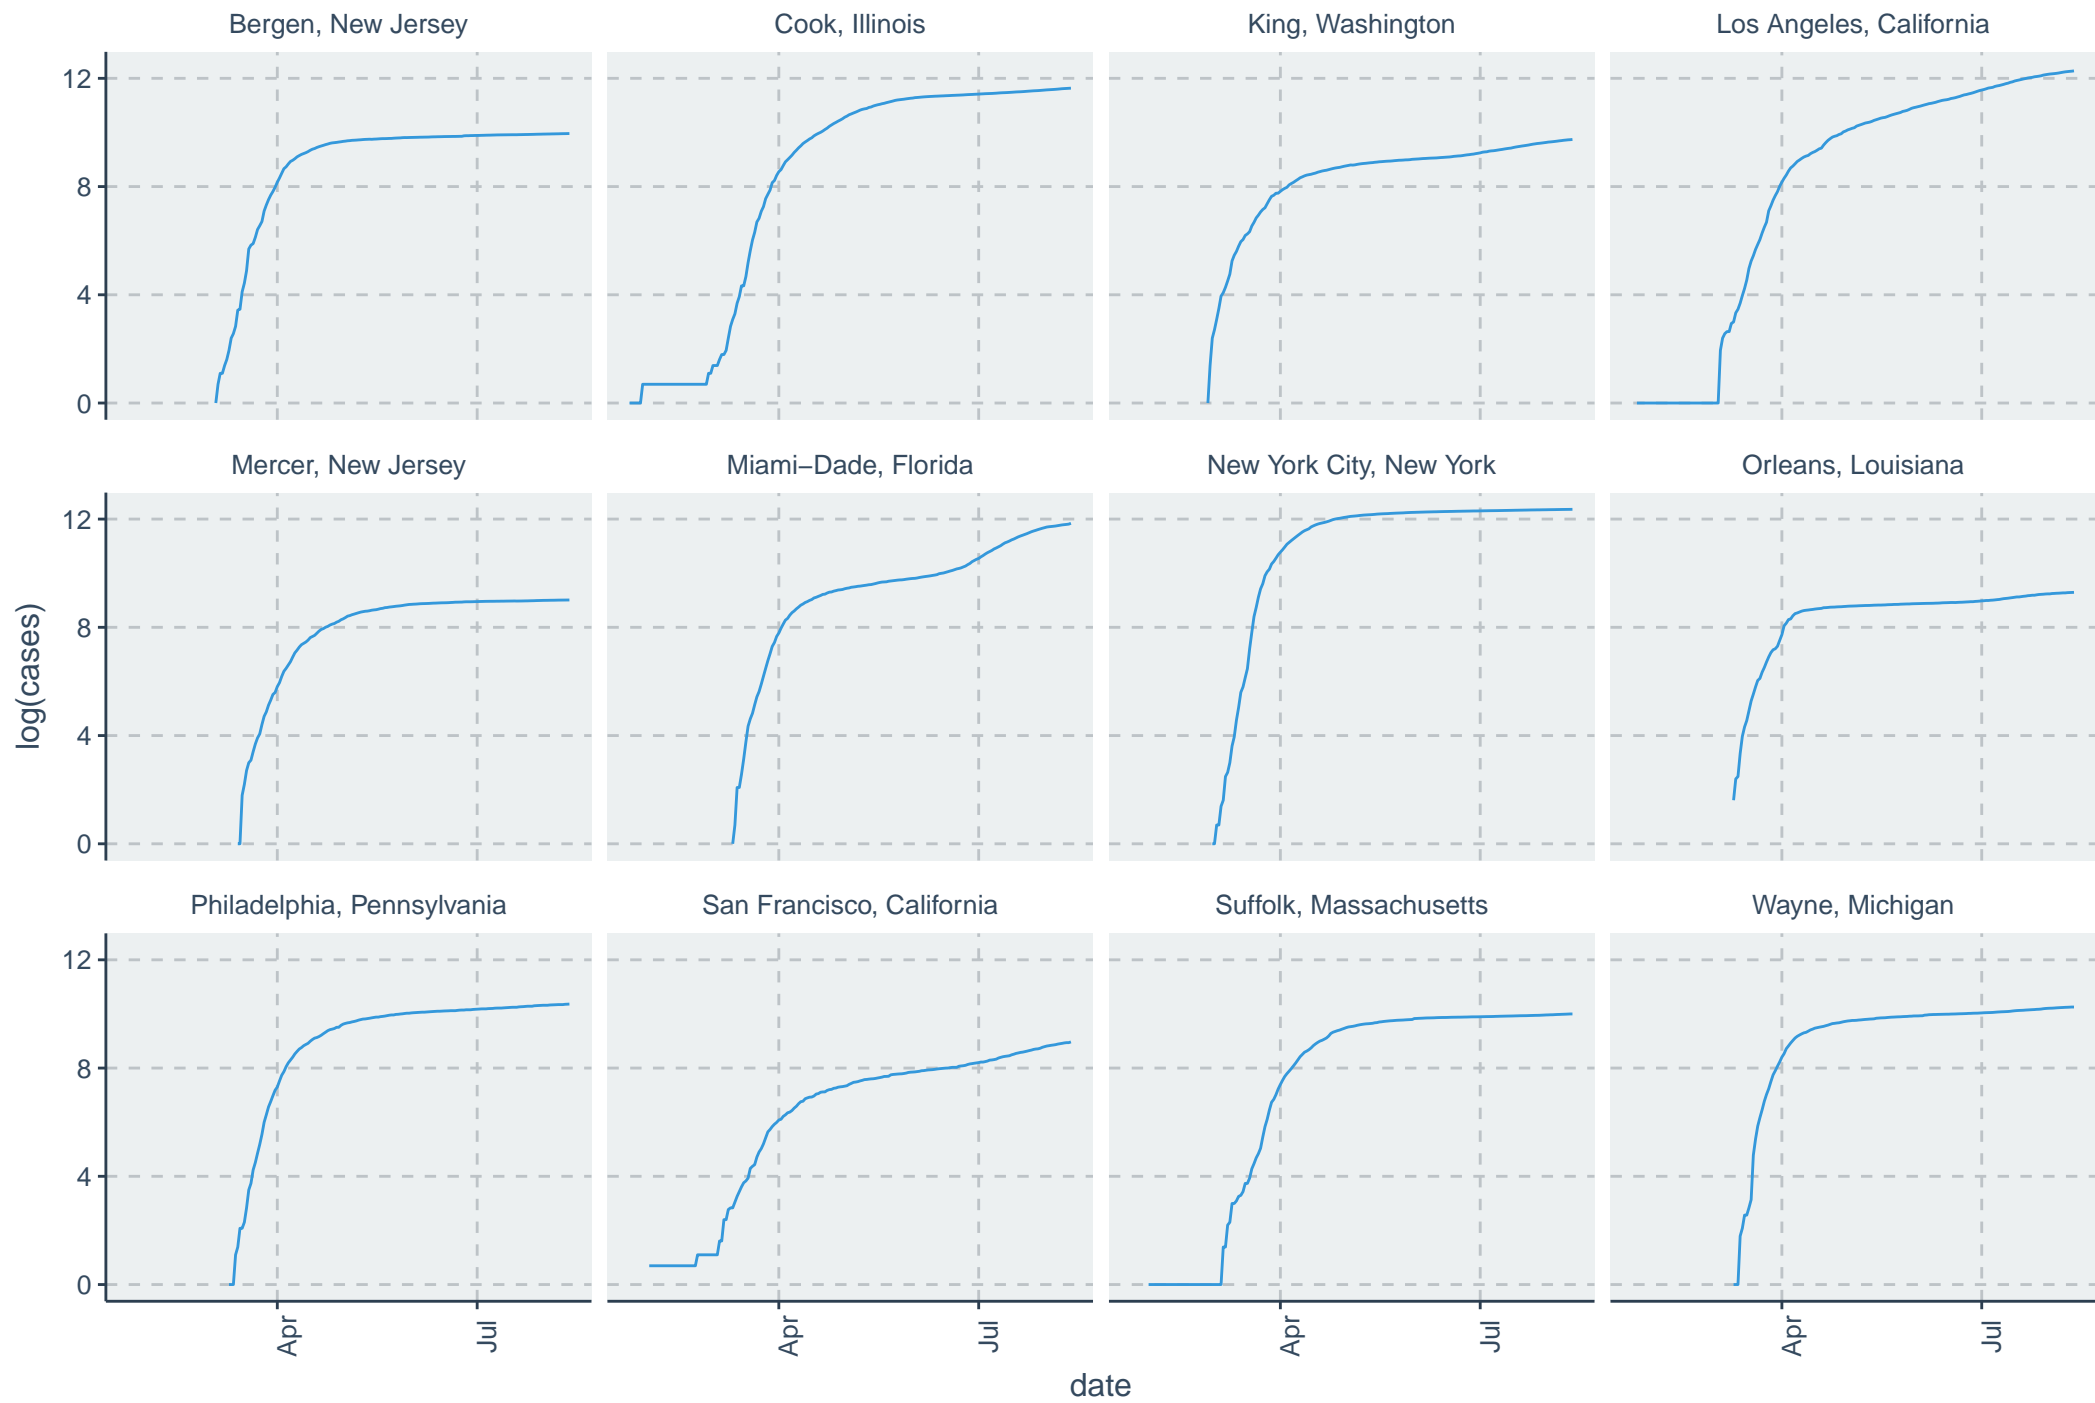 Bergen, New Jersey
Cook, Illinois
King, Washington
Los Angeles, California
12
8
4
0
Mercer, New Jersey
Miami−Dade, Florida
New York City, New York
Orleans, Louisiana
12
8
4
0
log(cases)
Philadelphia, Pennsylvania
San Francisco, California
Suffolk, Massachusetts
Wayne, Michigan
12
8
4
0
Apr
Jul
Apr
Jul
Apr
Jul
Apr
Jul
date